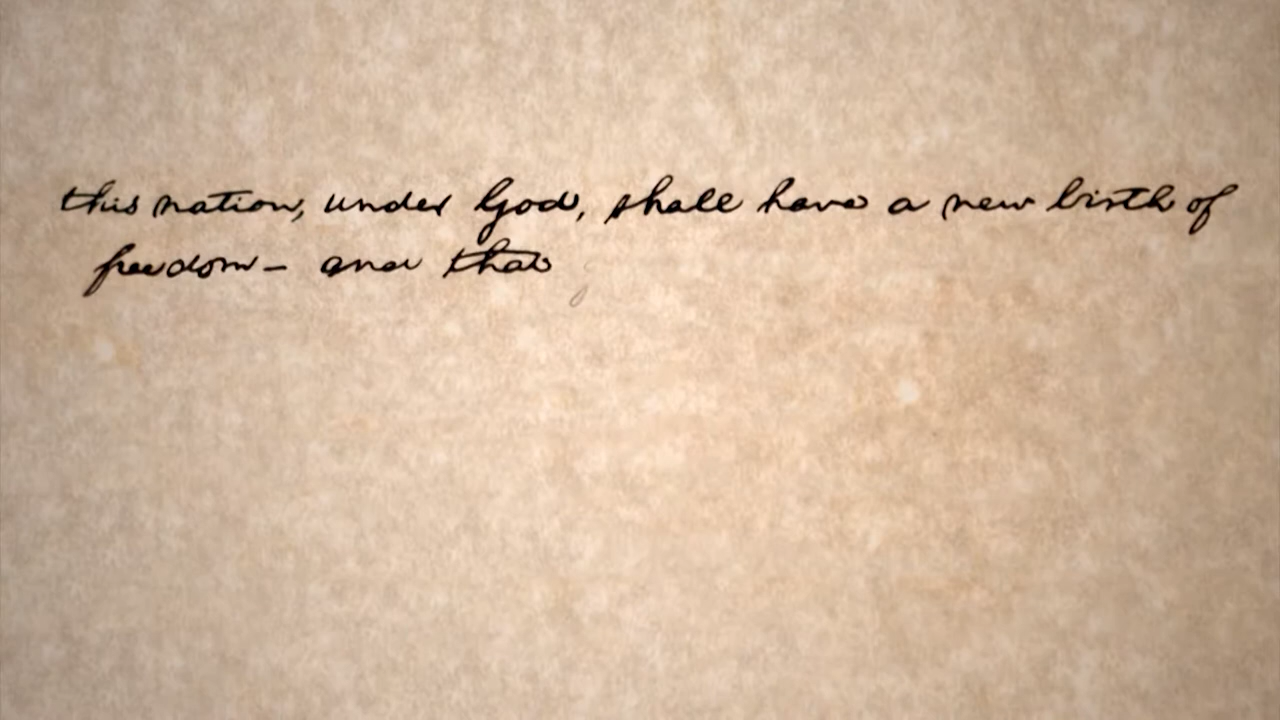 this nation, under God, shall have a new birth of
freedom — and that